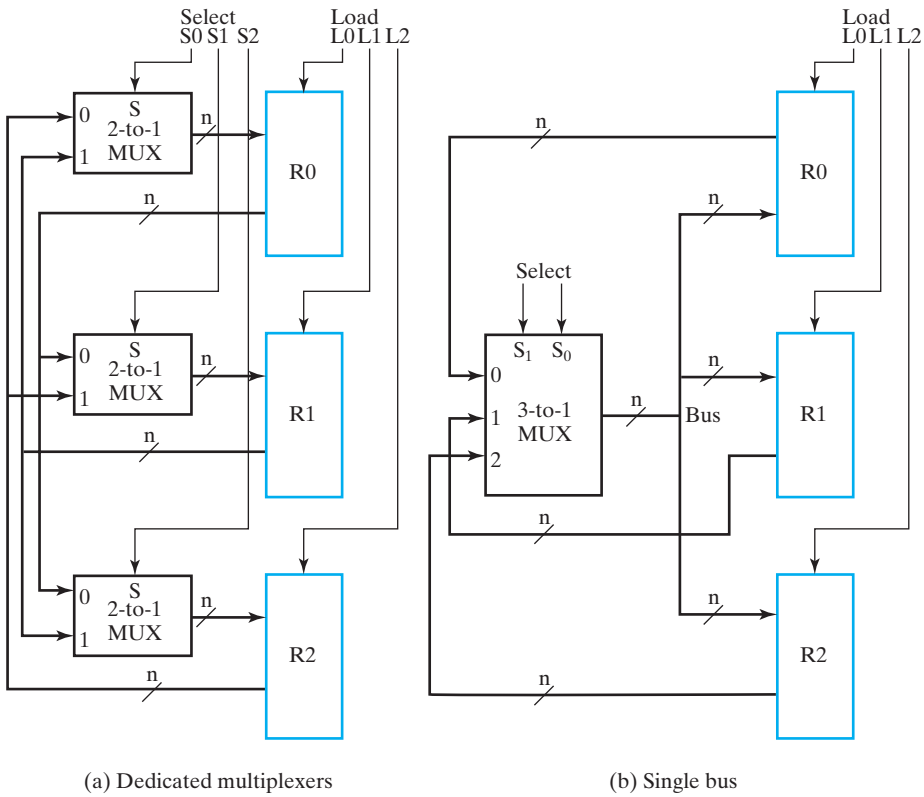 Select
S0 S1 S2
Load
L0 L1 L2
S
0
2-to-1
MUX
1
n
R0
n
S
0
2-to-1
MUX
1
n
R1
n
S
0
2-to-1
MUX
1
n
R2
n
(a) Dedicated multiplexers
Load
L0 L1 L2
n
R0
n
Select
S1 S0
0
1
2
3-to-1
MUX
n
Bus
n
R1
n
n
R2
n
(b) Single bus